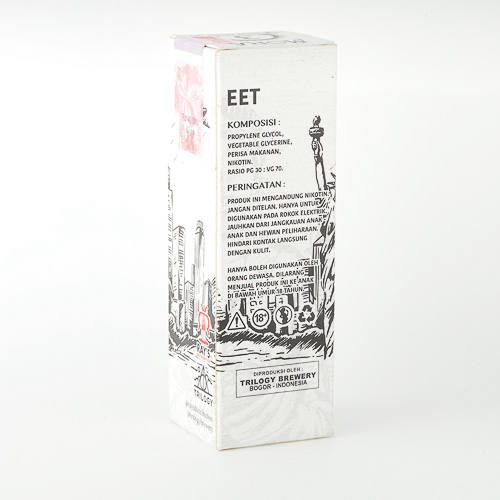 EET
KOMPOSISI :
PROPYLENE GLYCOL,
VEGETABLE GLYCERINE,
PERISA MAKANAN,
NIKOTIN.
RASIO PG 30 : VG 70.
PERINGATAN :
PRODUK INI MENGANDUNG NIKOTIN.
JANGAN DITELAN. HANYA UNTUK
DIGUNAKAN PADA ROKOK ELEKTRIK.
JAUHKAN DARI JANGKAUAN ANAK
ANAK DAN HEWAN PELIHARAAN.
HINDARI KONTAK LANGSUNG
DENGAN KULIT.
HANYA BOLEH DIGUNAKAN OLEH
ORANG DEWASA. DILARANG
MENJUAL PRODUK INI KE ANAK
DI BAWAH UMUR 18 TAHUN.
18+
DIPRODUKSI OLEH :
TRILOGY BREWERY
BOGOR - INDONESIA
TRILOGY